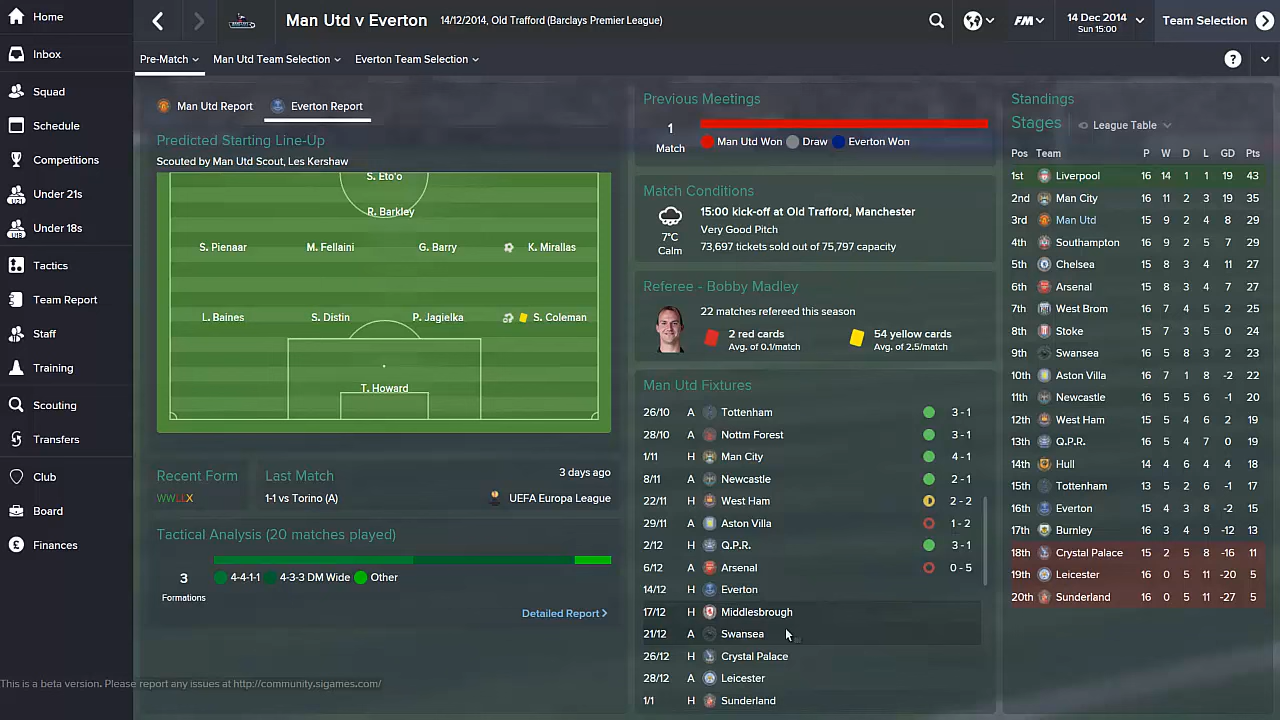 Home
Inbox
Squad
Schedule
Competitions
Under 21s
Under 18s
Tactics
Team Report
Staff
Training
Scouting
Transfers
Club
Board
Finances
Man Utd v Everton 14/12/2014, Old Trafford (Barclays Premier League)
FM
14 Dec 2014
Sun 15:00
Team Selection
Pre-Match Man Utd Team Selection Everton Team Selection
?
Man Utd Report Everton Report
Predicted Starting Line-Up
Scouted by Man Utd Scout, Les Kershaw
S. Eto'o
R. Barkley
S. Pienaar M. Fellaini G. Barry K. Mirallas
L. Baines S. Distin P. Jagielka S. Coleman
T. Howard
Recent Form
WWLLX
Last Match 3 days ago
1-1 vs Torino (A) UEFA Europa League
Tactical Analysis (20 matches played)
3 4-4-1-1 4-3-3 DM Wide Other
Formations
Detailed Report >
This is a beta version. Please report any issues at http://community.sigames.com/
Previous Meetings
1
Match Man Utd Won Draw Everton Won
Match Conditions
15:00 kick-off at Old Trafford, Manchester
Very Good Pitch
7°C
Calm
73,697 tickets sold out of 75,797 capacity
Referee - Bobby Madley
22 matches refereed this season
2 red cards 54 yellow cards
Avg. of 0.1/match Avg. of 2.5/match
Man Utd Fixtures
26/10 A Tottenham 3 - 1
28/10 A Nottm Forest 3 - 1
1/11 H Man City 4 - 1
8/11 A Newcastle 2 - 1
22/11 H West Ham 2 - 2
29/11 A Aston Villa 1 - 2
2/12 H Q.P.R. 3 - 1
6/12 A Arsenal 0 - 5
14/12 H Everton
17/12 H Middlesbrough
21/12 A Swansea
26/12 H Crystal Palace
28/12 A Leicester
1/1 H Sunderland
Standings
Stages League Table
Pos Team P W D L GD Pts
1st Liverpool 16 14 1 1 19 43
2nd Man City 16 11 2 3 19 35
3rd Man Utd 15 9 2 4 8 29
4th Southampton 16 9 2 5 7 29
5th Chelsea 15 8 3 4 11 27
6th Arsenal 15 8 3 4 7 27
7th West Brom 16 7 4 5 2 25
8th Stoke 15 7 3 5 0 24
9th Swansea 16 5 8 3 2 23
10th Aston Villa 16 7 1 8 -2 22
11th Newcastle 16 5 5 6 -1 20
12th West Ham 15 5 4 6 2 19
13th Q.P.R. 16 5 4 7 0 19
14th Hull 14 4 6 4 4 18
15th Tottenham 13 5 2 6 -1 17
16th Everton 15 4 3 8 -2 15
17th Burnley 16 3 4 9 -12 13
18th Crystal Palace 15 2 5 8 -16 11
19th Leicester 16 0 5 11 -20 5
20th Sunderland 16 0 5 11 -27 5